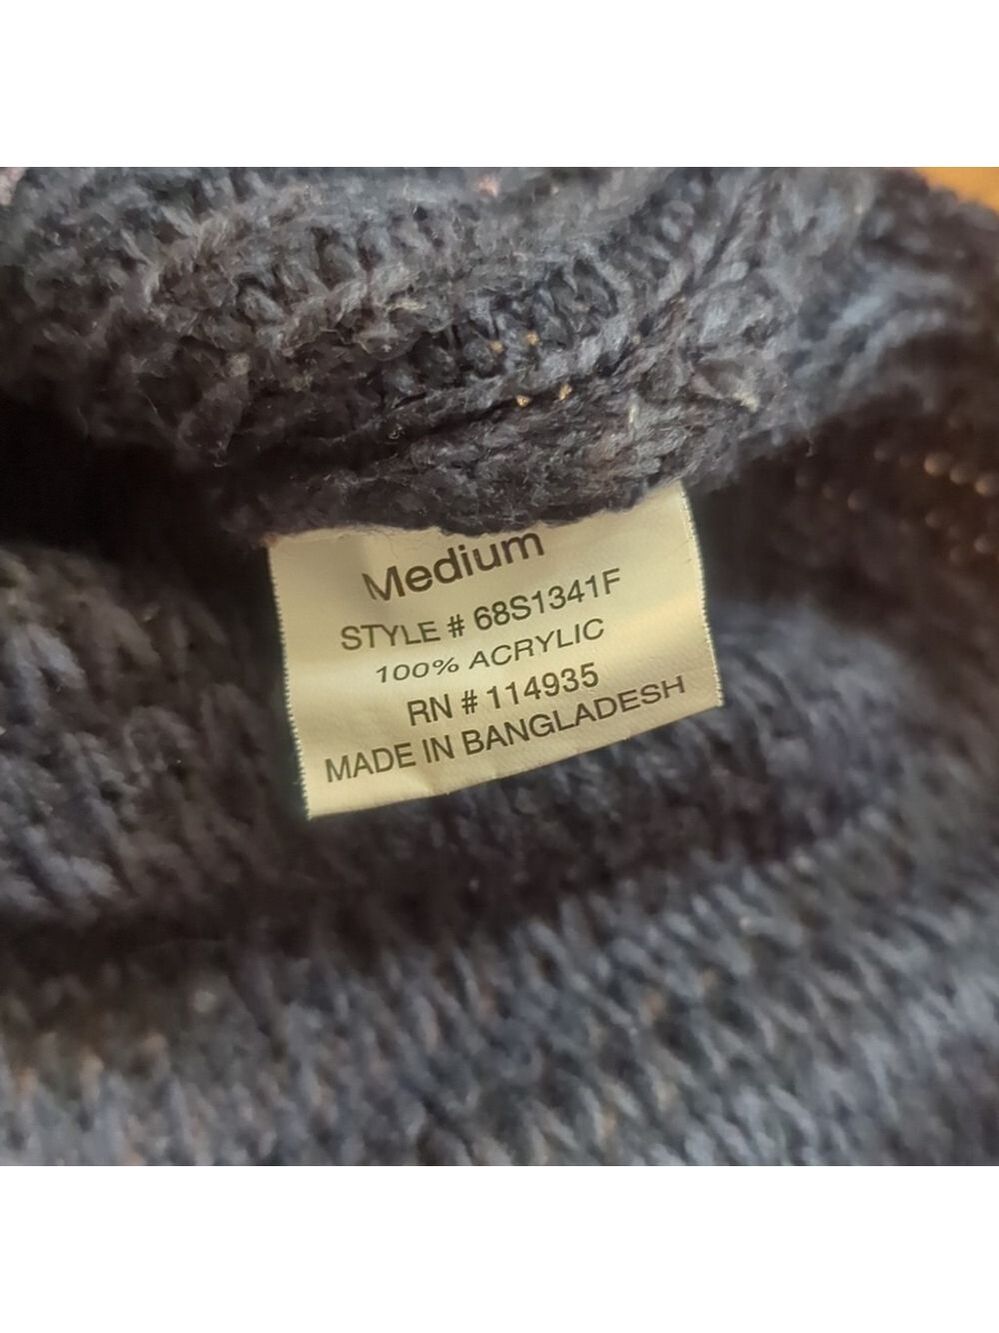 Medium
STYLE # 68S1341F
100% ACRYLIC
RN # 114935
MADE IN BANGLADESH